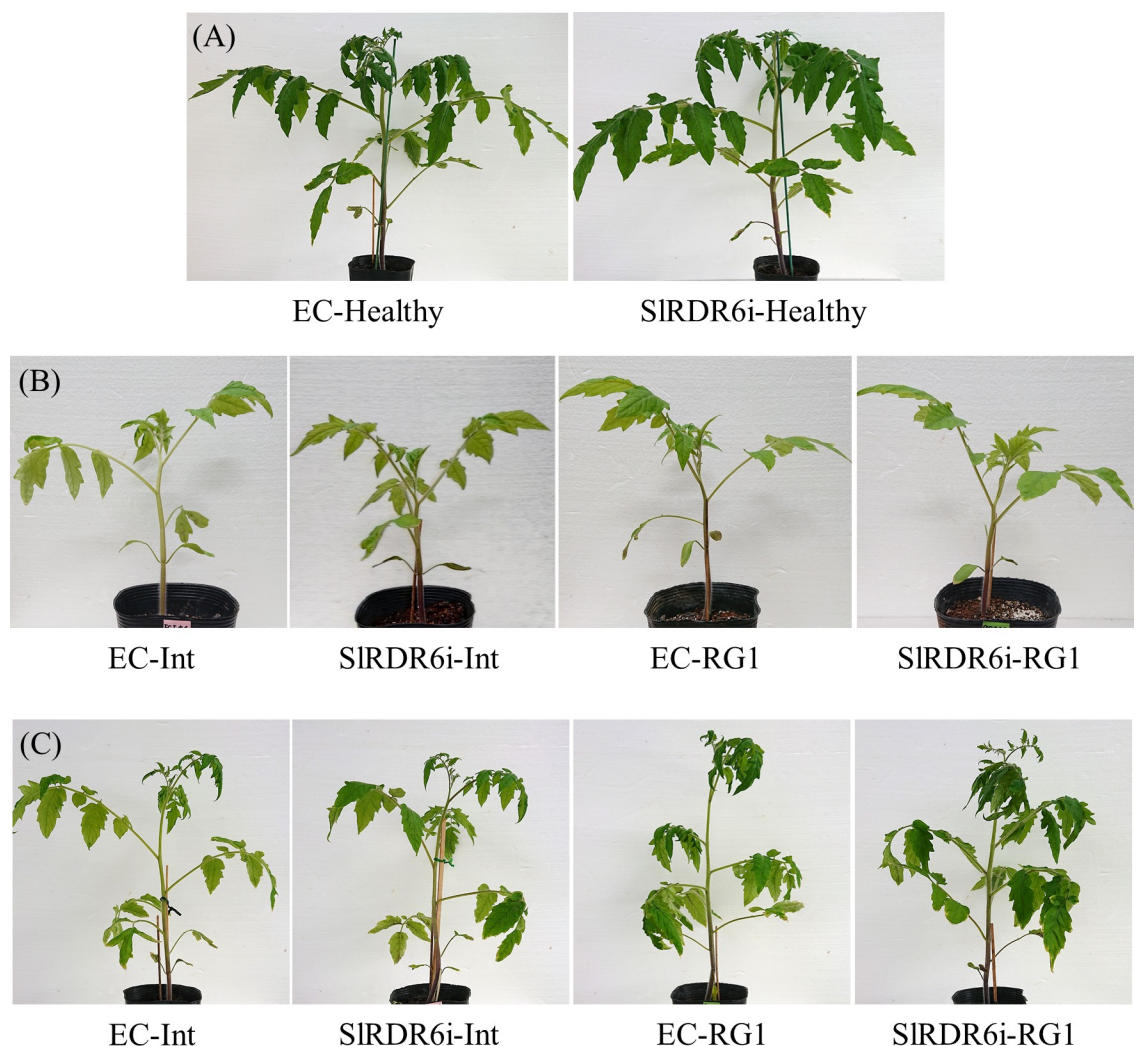 (A)
EC-Healthy SlRDR6i-Healthy
(B)
EC-Int SlRDR6i-Int EC-RG1 SlRDR6i-RG1
(C)
EC-Int SlRDR6i-Int EC-RG1 SlRDR6i-RG1